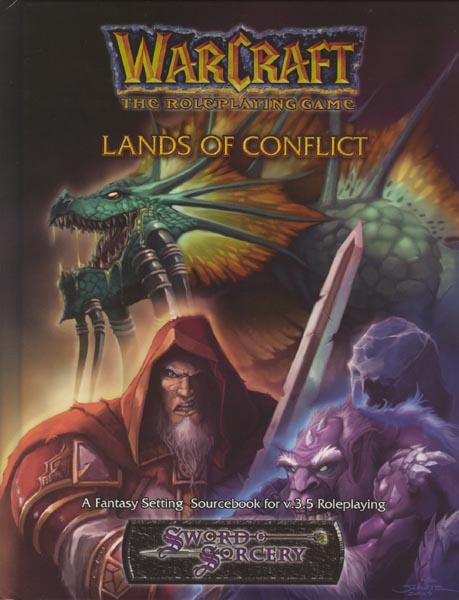 WARCRAFT
THE ROLEPLAYING GAME
LANDS OF CONFLICT
A Fantasy Setting Sourcebook for v.3.5 Roleplaying
SWORD &
SORCERY